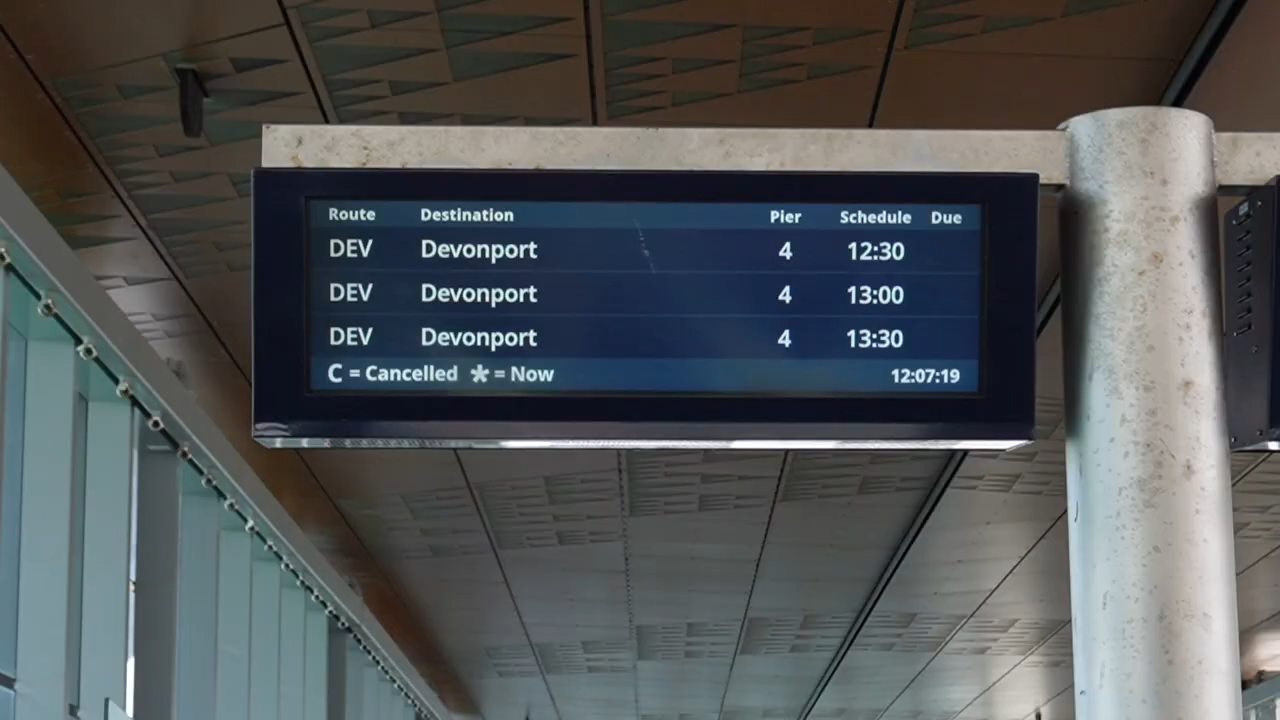 Route Destination Pier Schedule Due
DEV Devonport 4 12:30
DEV Devonport 4 13:00
DEV Devonport 4 13:30
C = Cancelled * = Now 12:07:19